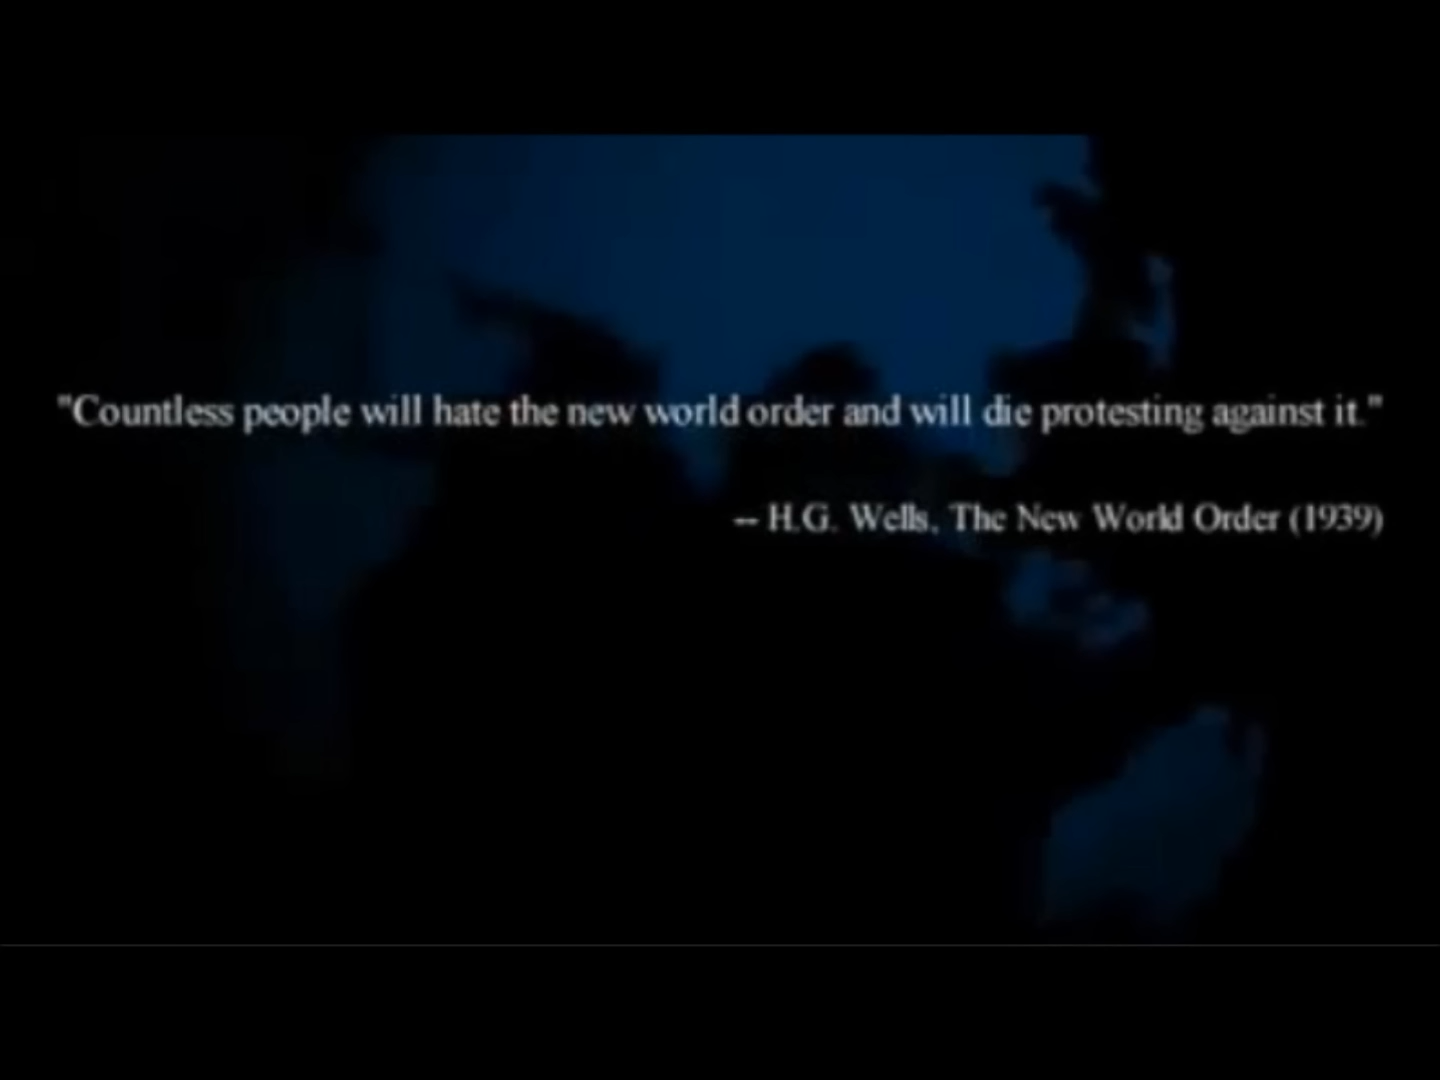 "Countless people will hate the new world order and will die protesting against it."
-- H.G. Wells, The New World Order (1939)